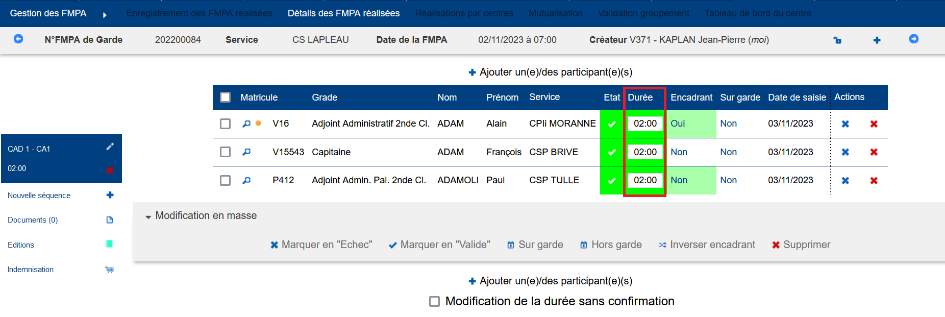 Gestion des FMPA Enregistrement des FMPA réalisées Détails des FMPA réalisées Réalisations par centres Mutualisation Validation groupement Tableau de bord du centre
N°FMPA de Garde 202200084 Service CS LAPLEAU Date de la FMPA 02/11/2023 à 07:00 Créateur V371 - KAPLAN Jean-Pierre (moi)
Ajouter un(e)/des participant(e)(s)
Matricule Grade Nom Prénom Service Etat Durée Encadrant Sur garde Date de saisie Actions
V16 Adjoint Administratif 2nde Cl. ADAM Alain CPII MORANNE 02:00 Oui Non 03/11/2023
V15543 Capitaine ADAM François CSP BRIVE 02:00 Non Non 03/11/2023
P412 Adjoint Admin. Pal. 2nde Cl. ADAMOLI Paul CSP TULLE 02:00 Non Non 03/11/2023
CAD 1 - CA1
02:00
Nouvelle séquence
Documents (0)
Editions
Indemnisation
Modification en masse
Marquer en "Echec" Marquer en "Valide" Sur garde Hors garde Inverser encadrant Supprimer
Ajouter un(e)/des participant(e)(s)
Modification de la durée sans confirmation